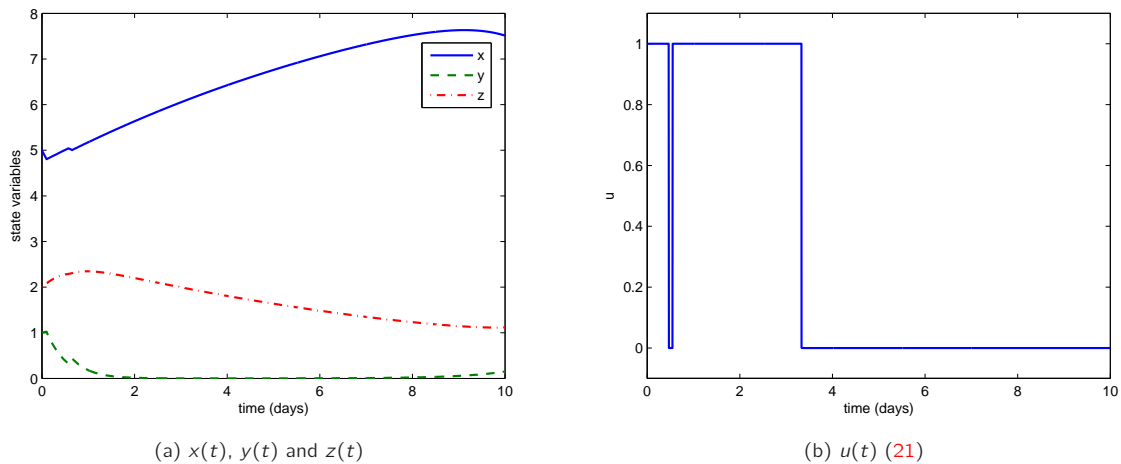 8
7
6
5
4
3
2
1
0
state variables
0 2 4 6 8 10
time (days)
x
y
z
(a) x(t), y(t) and z(t)
1
0.8
0.6
0.4
0.2
0
u
0 2 4 6 8 10
time (days)
(b) u(t) (21)